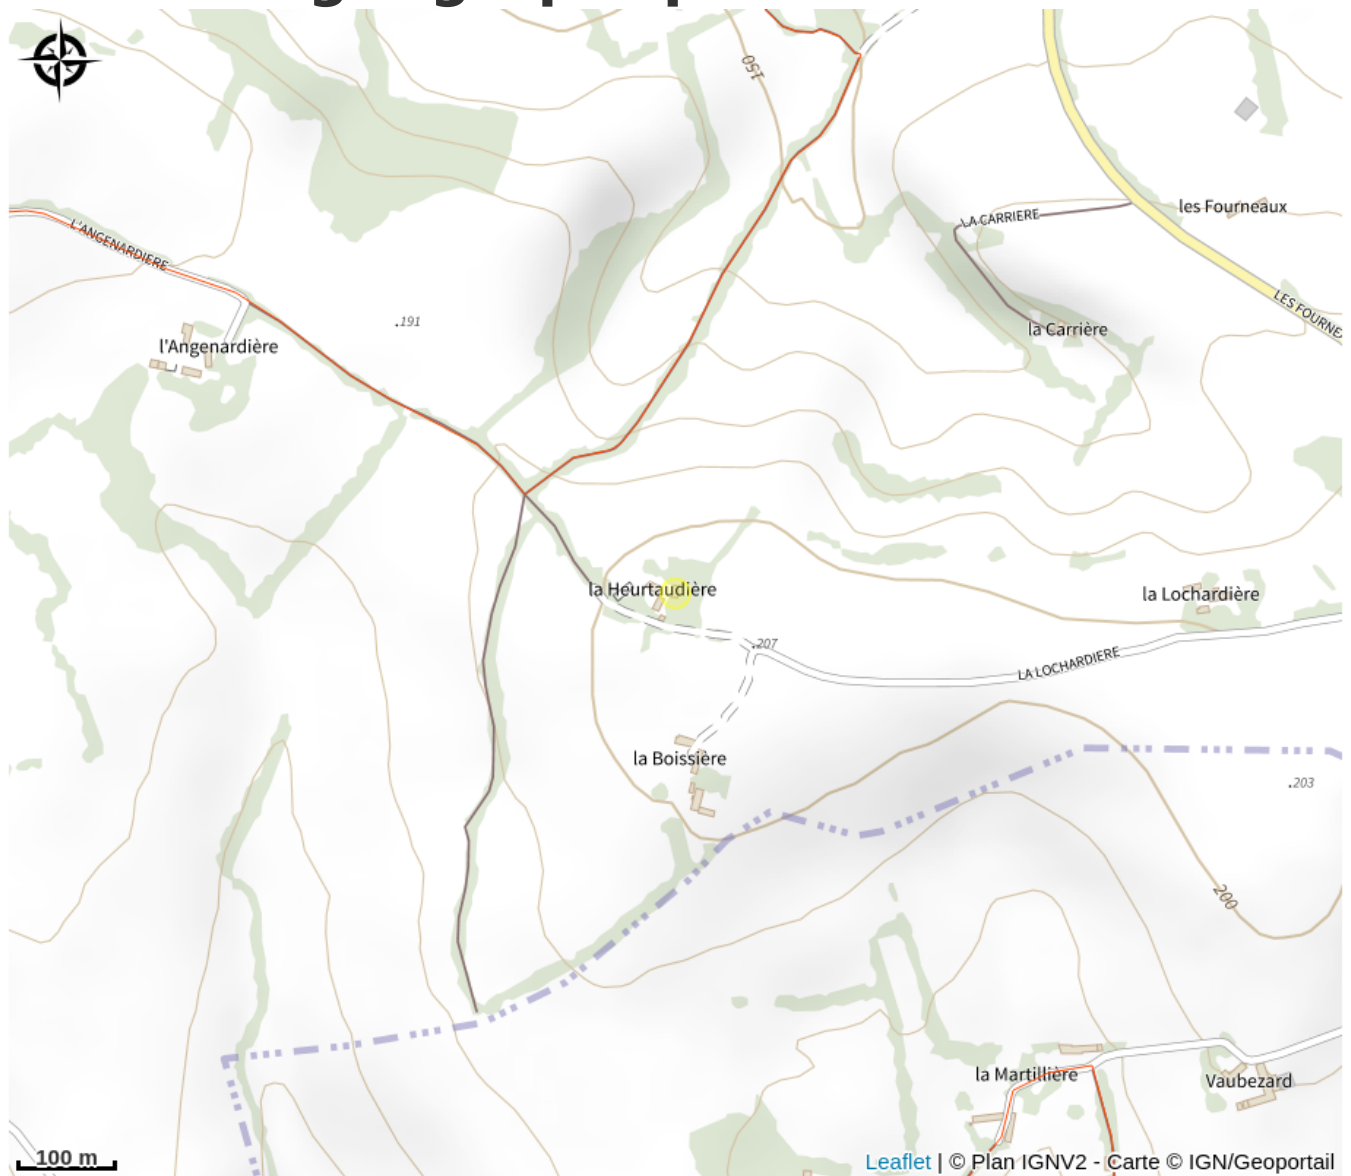 150
les Fourneaux
LA CARRIERE
L'ANGENARDIERE
LES FOURNE
.191
la Carrière
l'Angenardière
la Heurtaudière
la Lochardière
.207
LA LOCHARDIERE
la Boissière
.203
200
la Martillière
Vaubezard
100 m
Leaflet | © Plan IGNV2 - Carte © IGN/Geoportail